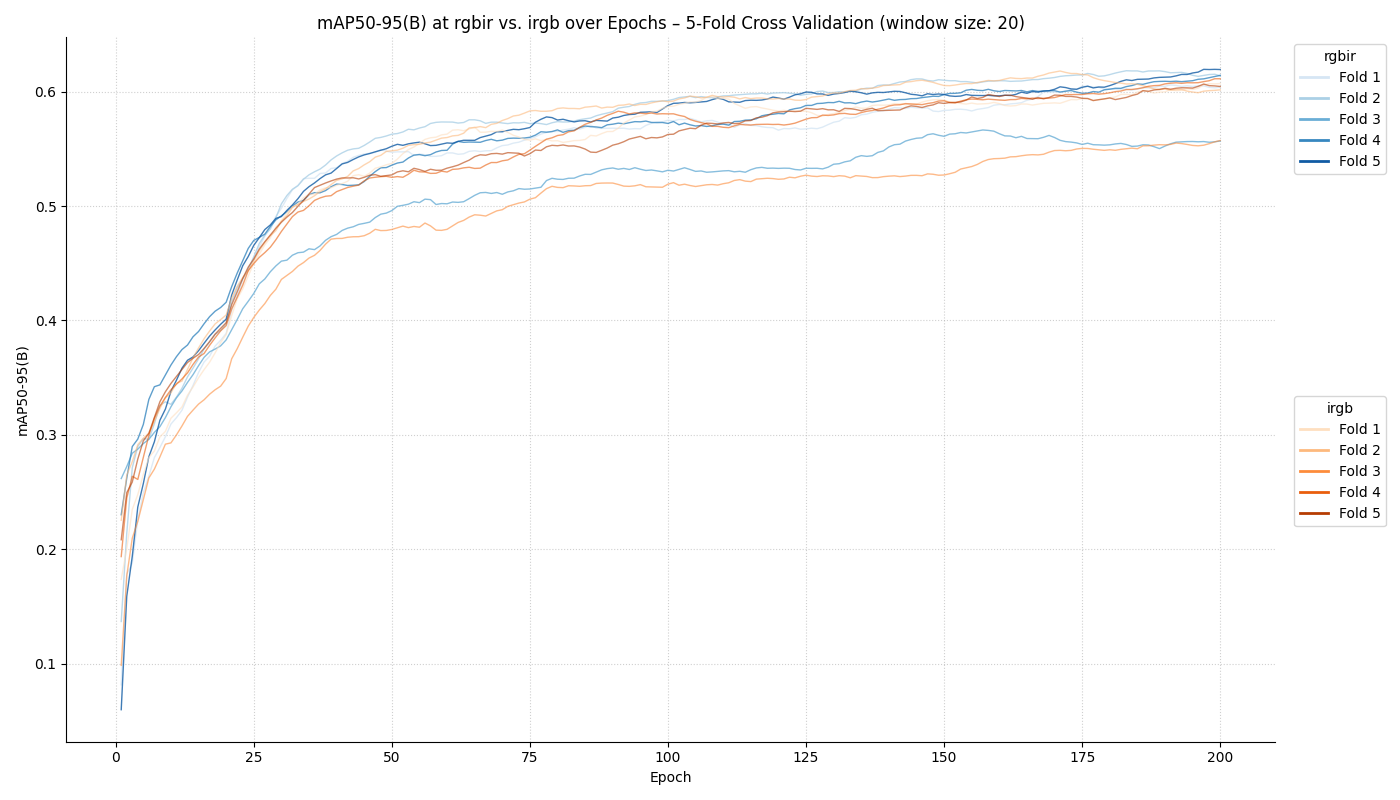 mAP50-95(B) at rgbir vs. irgb over Epochs – 5-Fold Cross Validation (window size: 20)
mAP50-95(B)
0.6
0.5
0.4
0.3
0.2
0.1
0
25
50
75
100
125
150
175
200
Epoch
rgbir
Fold 1
Fold 2
Fold 3
Fold 4
Fold 5
irgb
Fold 1
Fold 2
Fold 3
Fold 4
Fold 5